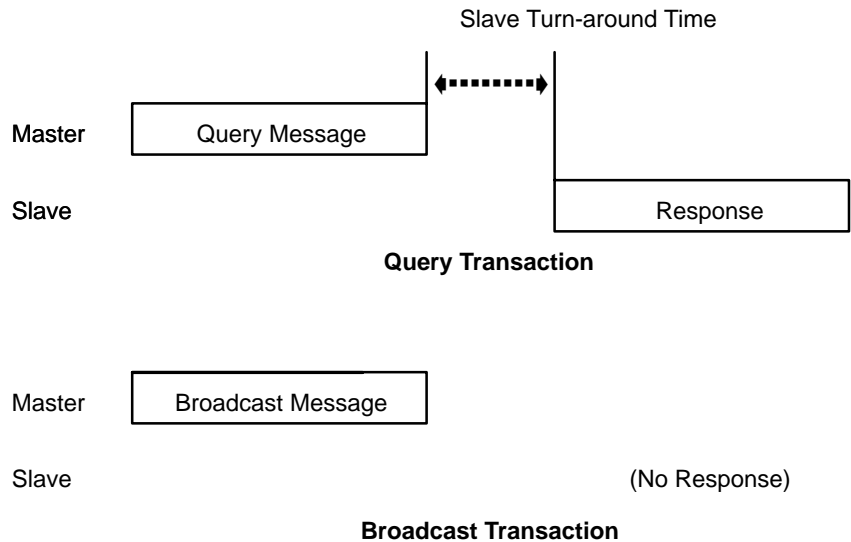 Slave Turn-around Time
Master Query Message
Slave Response
Query Transaction
Master Broadcast Message
Slave (No Response)
Broadcast Transaction